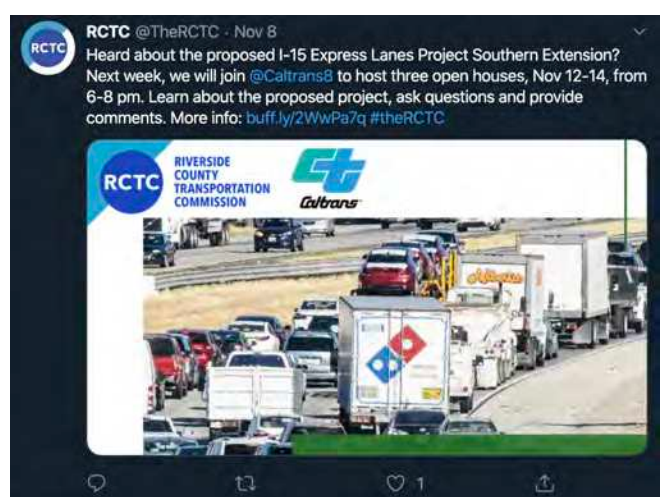 RCTC @TheRCTC · Nov 8
RCTC
Heard about the proposed I-15 Express Lanes Project Southern Extension?
Next week, we will join @Caltrans8 to host three open houses, Nov 12-14, from
6-8 pm. Learn about the proposed project, ask questions and provide
comments. More info: buff.ly/2WwPa7q #theRCTC
RCTC
RIVERSIDE
COUNTY
TRANSPORTATION
COMMISSION
Ct
Caltrans
1